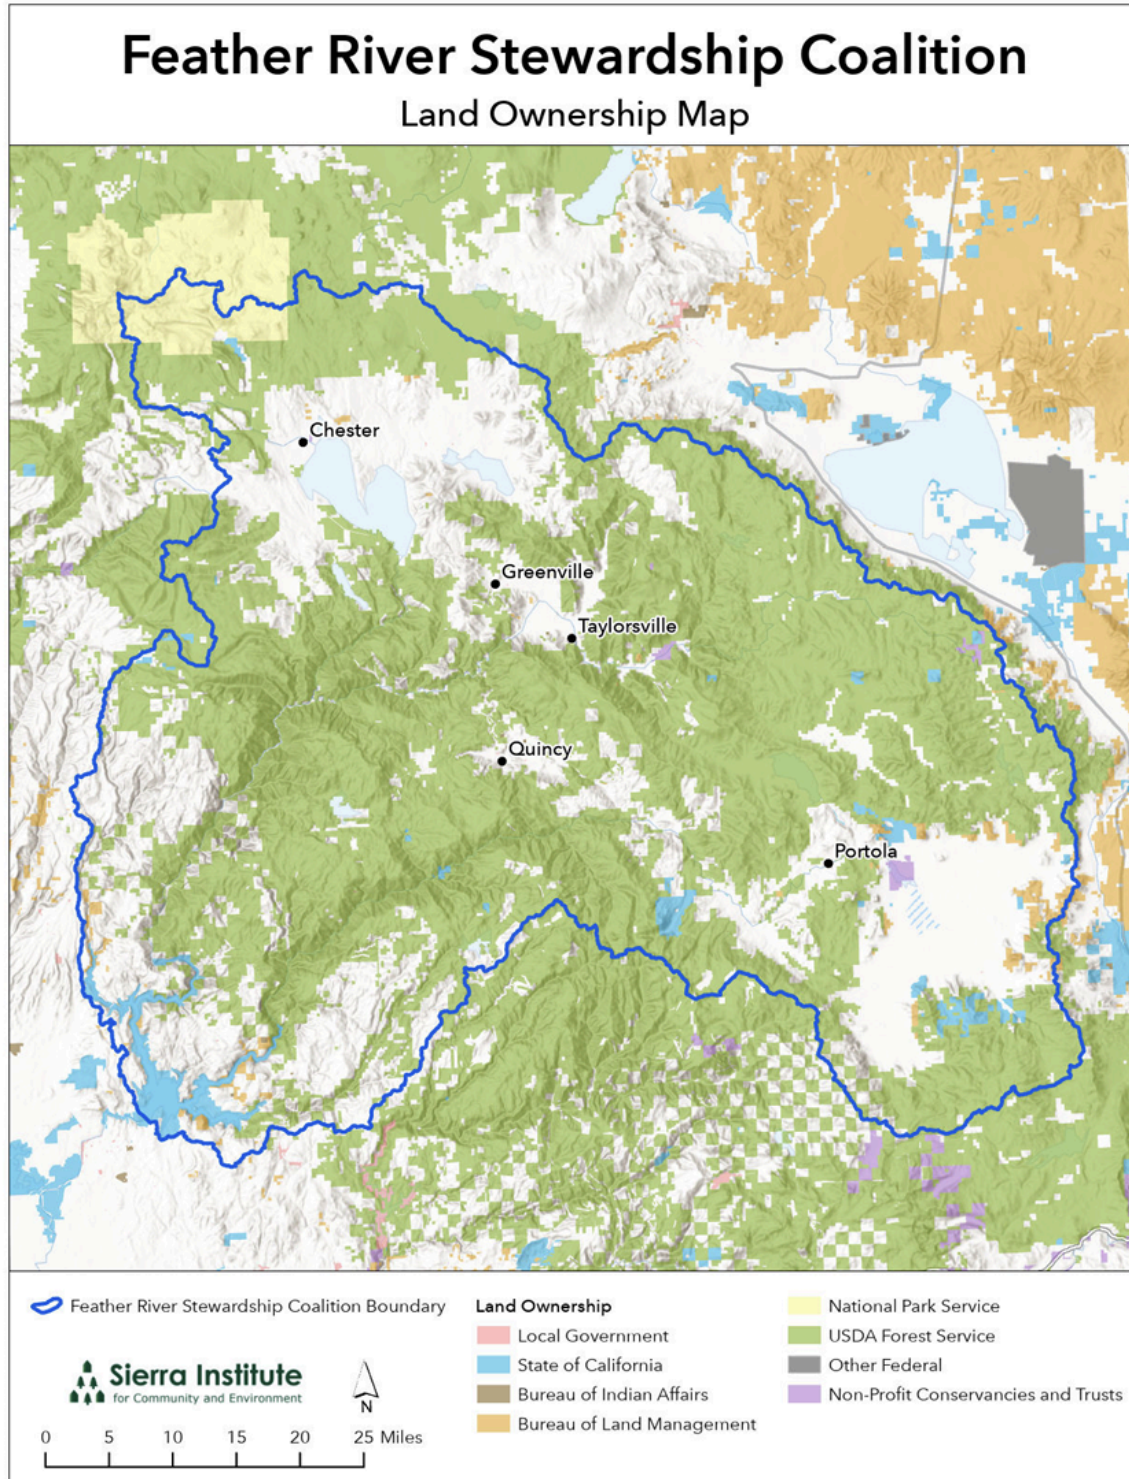 Feather River Stewardship Coalition
Land Ownership Map
Chester
Greenville
Taylorsville
Quincy
Portola
Feather River Stewardship Coalition Boundary
Sierra Institute
for Community and Environment
N
0 5 10 15 20 25 Miles
Land Ownership
Local Government
State of California
Bureau of Indian Affairs
Bureau of Land Management
National Park Service
USDA Forest Service
Other Federal
Non-Profit Conservancies and Trusts